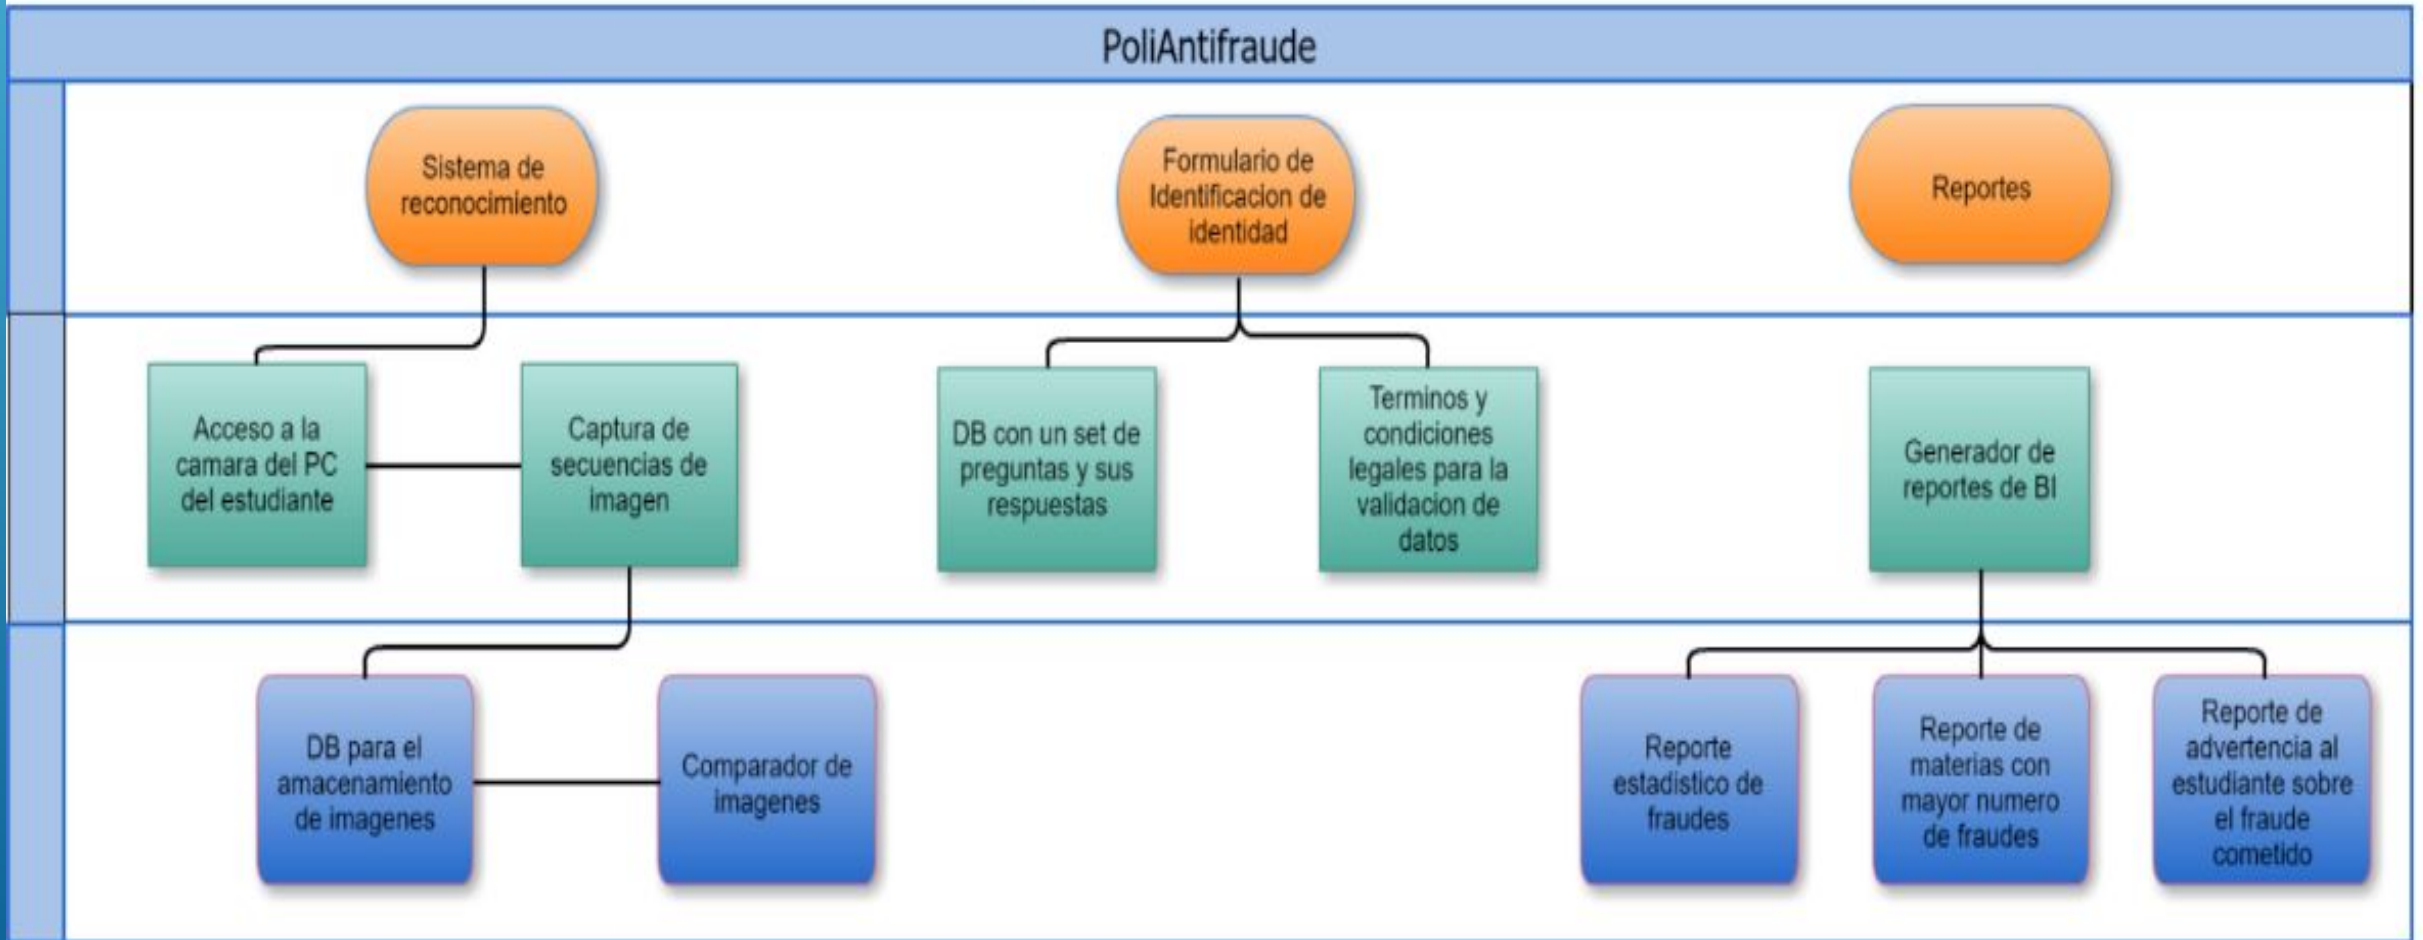 PoliAntifraude
Sistema de
reconocimiento
Formulario de
Identificacion de
identidad
Reportes
Acceso a la
camara del PC
del estudiante
Captura de
secuencias de
imagen
DB con un set de
preguntas y sus
respuestas
Terminos y
condiciones
legales para la
validacion de
datos
Generador de
reportes de BI
DB para el
amacenamiento
de imagenes
Comparador de
imagenes
Reporte
estadistico de
fraudes
Reporte de
materias con
mayor numero
de fraudes
Reporte de
advertencia al
estudiante sobre
el fraude
cometido